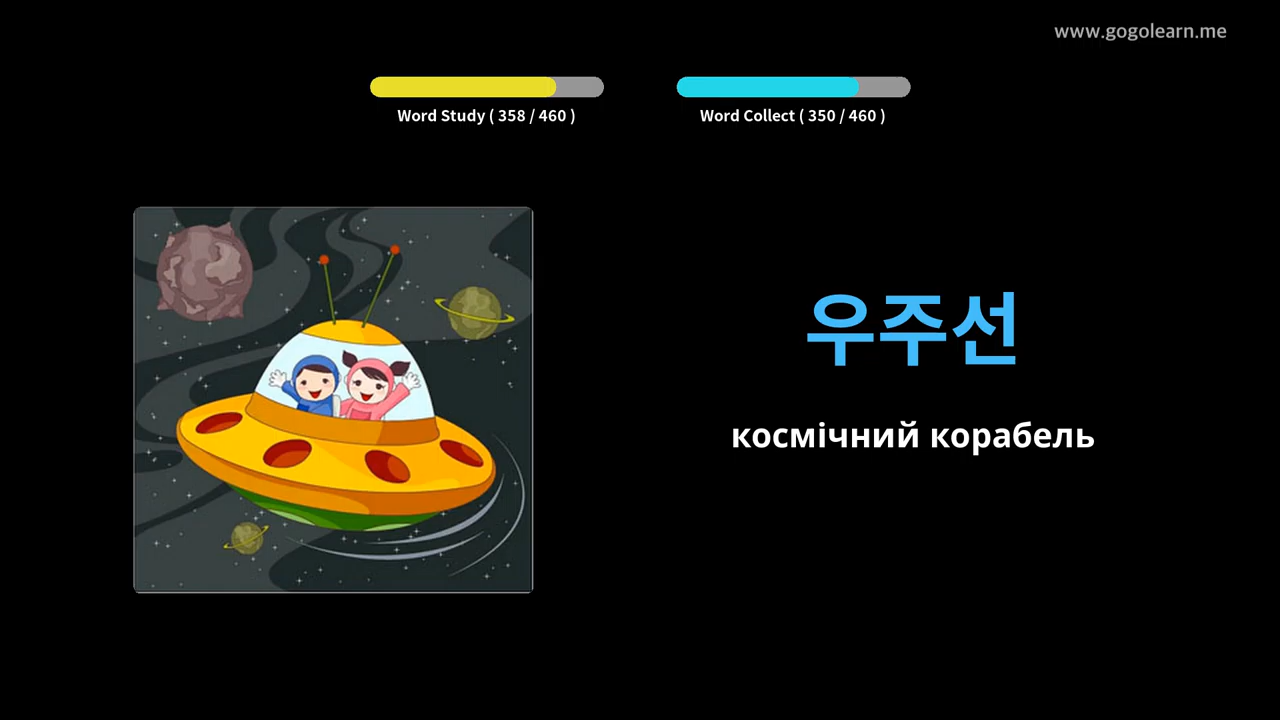 www.gogolearn.me
Word Study ( 358 / 460 )
Word Collect ( 350 / 460 )
우주선
космічний корабель